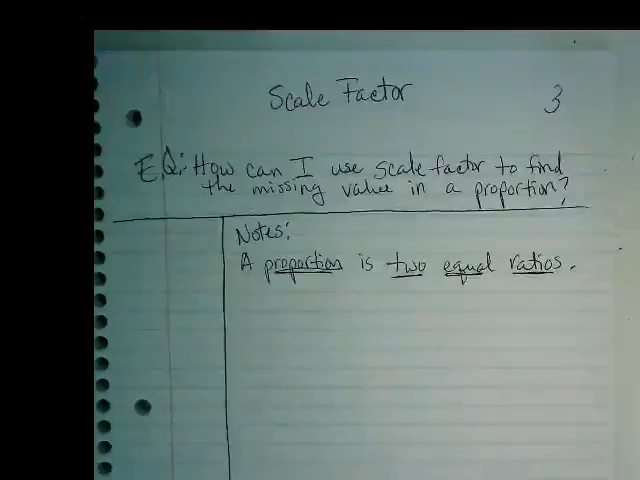 Scale Factor
3
E.Q.: How can I use scale factor to find
the missing value in a proportion?
Notes:
A proportion is two equal ratios.